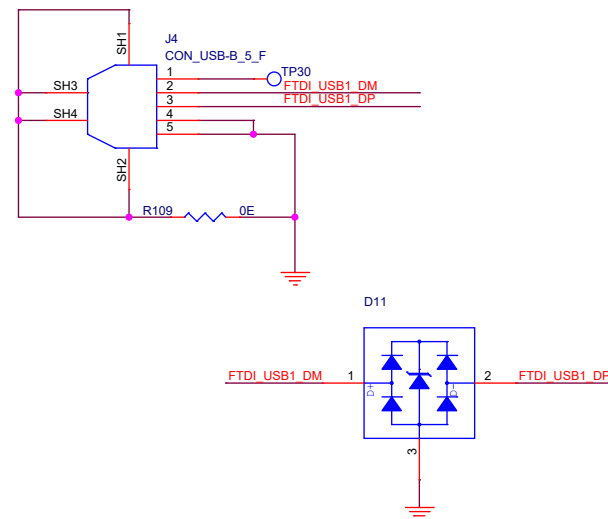 J4
CON_USB-B_5_F
SH1
SH3
SH4
SH2
1
2
3
4
5
TP30
FTDI_USB1_DM
FTDI_USB1_DP
R109
0E
D11
FTDI_USB1_DM
1
D+
D-
2
FTDI_USB1_DP
3